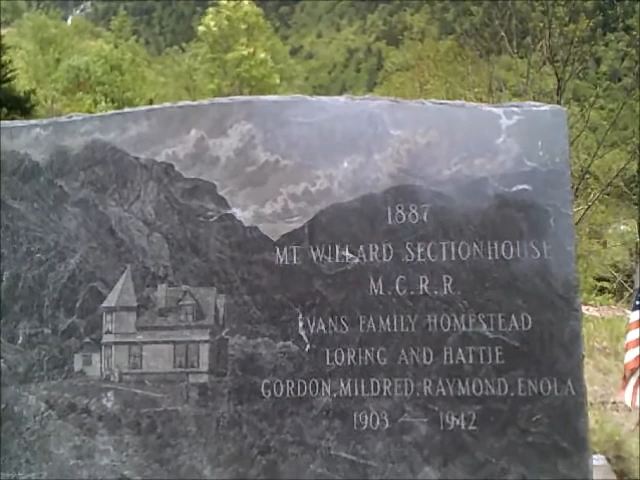 1887
MT WILLARD SECTIONHOUSE
M.C.R.R.
EVANS FAMILY HOMESTEAD
LORING AND HATTIE
GORDON, MILDRED, RAYMOND, ENOLA
1903 — 1942